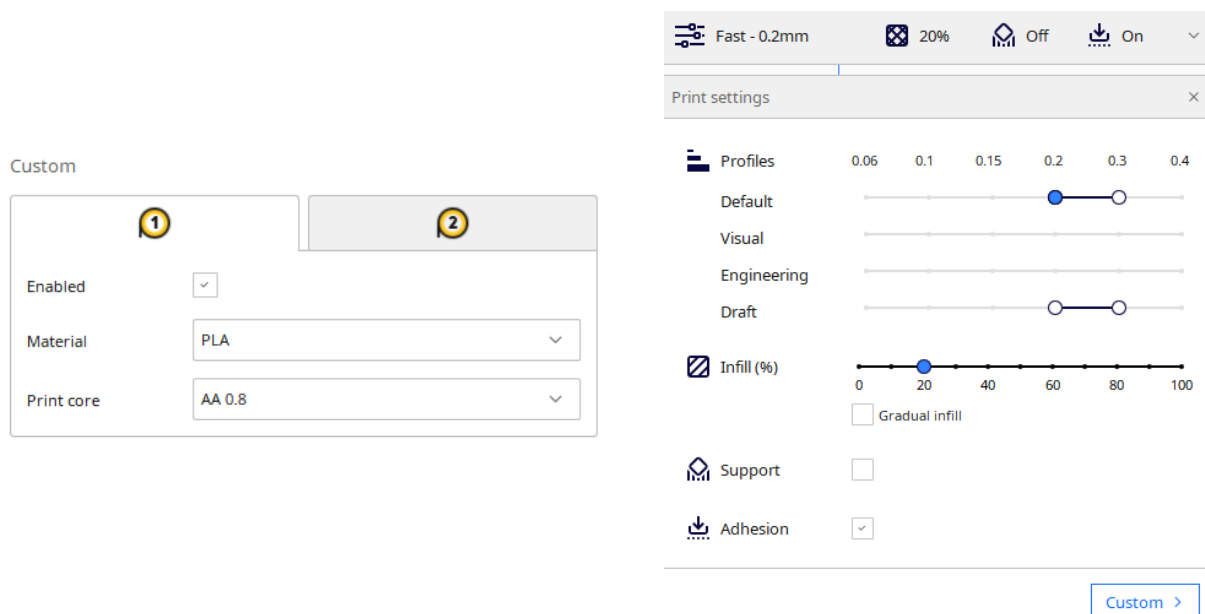 Custom
1 2
Enabled
Material PLA
Print core AA 0.8
Fast - 0.2mm 20% Off On
Print settings
Profiles 0.06 0.1 0.15 0.2 0.3 0.4
Default
Visual
Engineering
Draft
Infill (%)
0 20 40 60 80 100
Gradual infill
Support
Adhesion
Custom